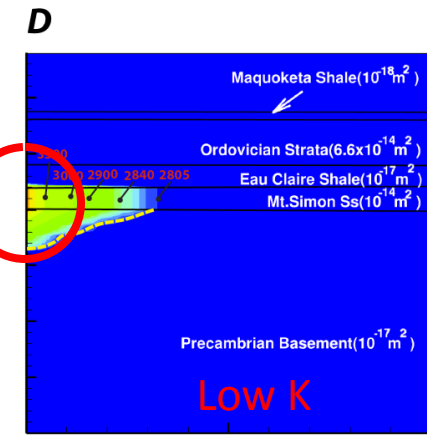 D
Maquoketa Shale(10⁻¹⁸m²)
Ordovician Strata(6.6x10⁻¹⁴m²)
Eau Claire Shale(10⁻¹⁷m²)
3000 2900 2840 2805
Mt.Simon Ss(10⁻¹⁴m²)
Precambrian Basement(10⁻¹⁷m²)
Low K